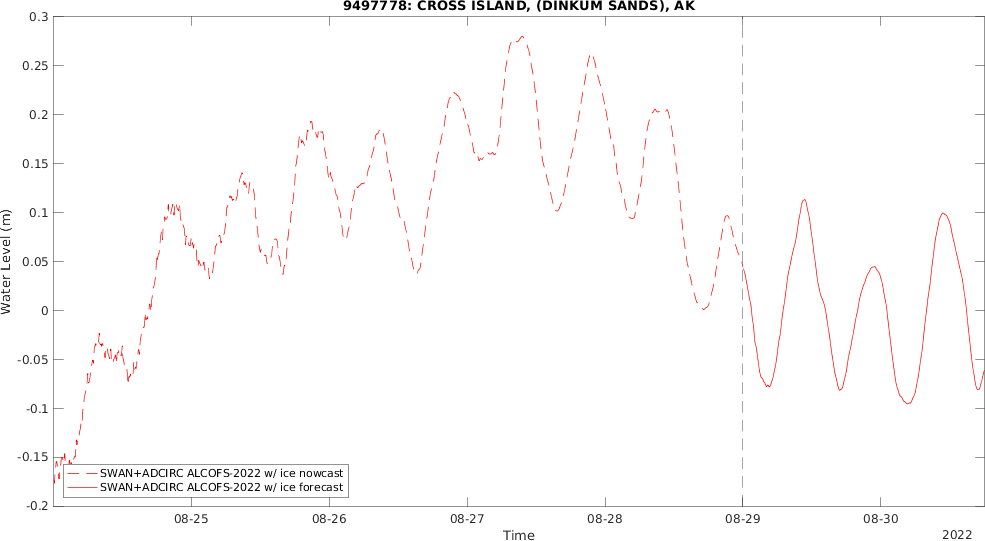 9497778: CROSS ISLAND, (DINKUM SANDS), AK
0.3
0.25
0.2
0.15
0.1
0.05
0
-0.05
-0.1
-0.15
-0.2
Water Level (m)
SWAN+ADCIRC ALCOFS-2022 w/ ice nowcast
SWAN+ADCIRC ALCOFS-2022 w/ ice forecast
08-25 08-26 08-27 08-28 08-29 08-30
Time
2022